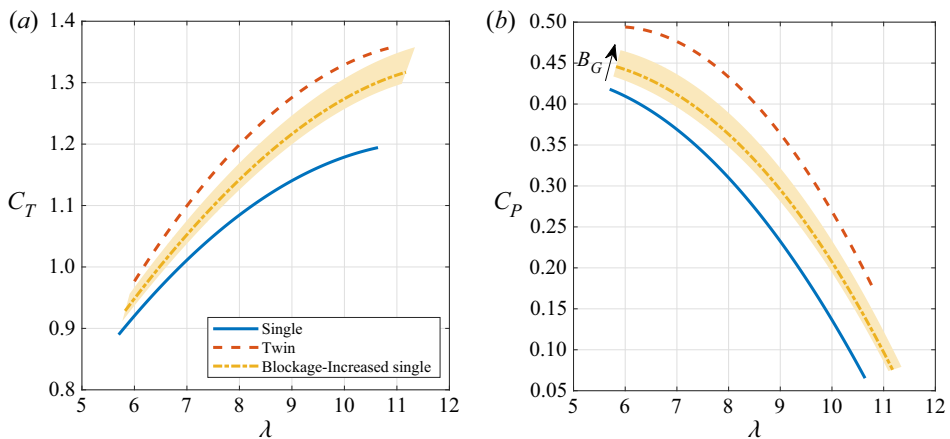 (a)
1.4
1.3
1.2
C_T 1.1
1.0
0.9
0.8
4 5 6 7 8 9 10 11 12
λ
Single
Twin
Blockage-Increased single
(b)
0.50
0.45
B_G
0.40
0.35
0.30
C_P
0.25
0.20
0.15
0.10
0.05
5 6 7 8 9 10 11 12
λ